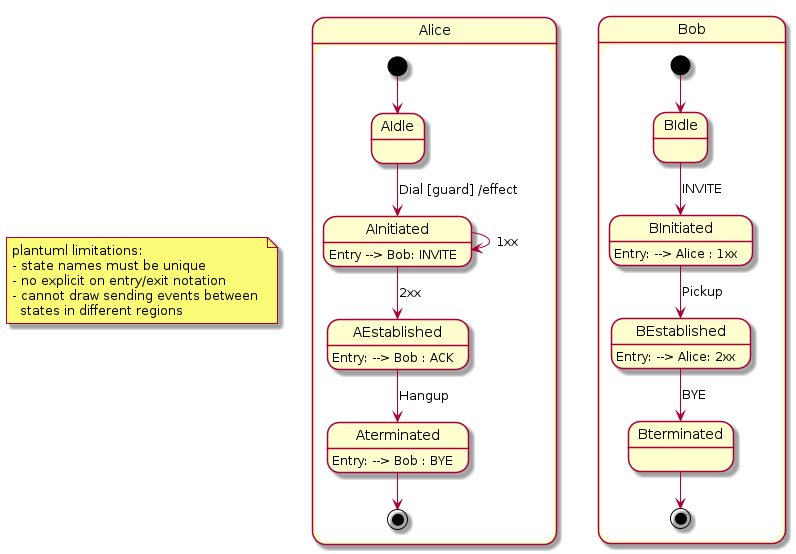 plantuml limitations:
- state names must be unique
- no explicit on entry/exit notation
- cannot draw sending events between
states in different regions
Alice
AIdle
Dial [guard] /effect
AInitiated
Entry --> Bob: INVITE
1xx
2xx
AEstablished
Entry: --> Bob : ACK
Hangup
Aterminated
Entry: --> Bob : BYE
Bob
BIdle
INVITE
BInitiated
Entry: --> Alice : 1xx
Pickup
BEstablished
Entry: --> Alice: 2xx
BYE
Bterminated